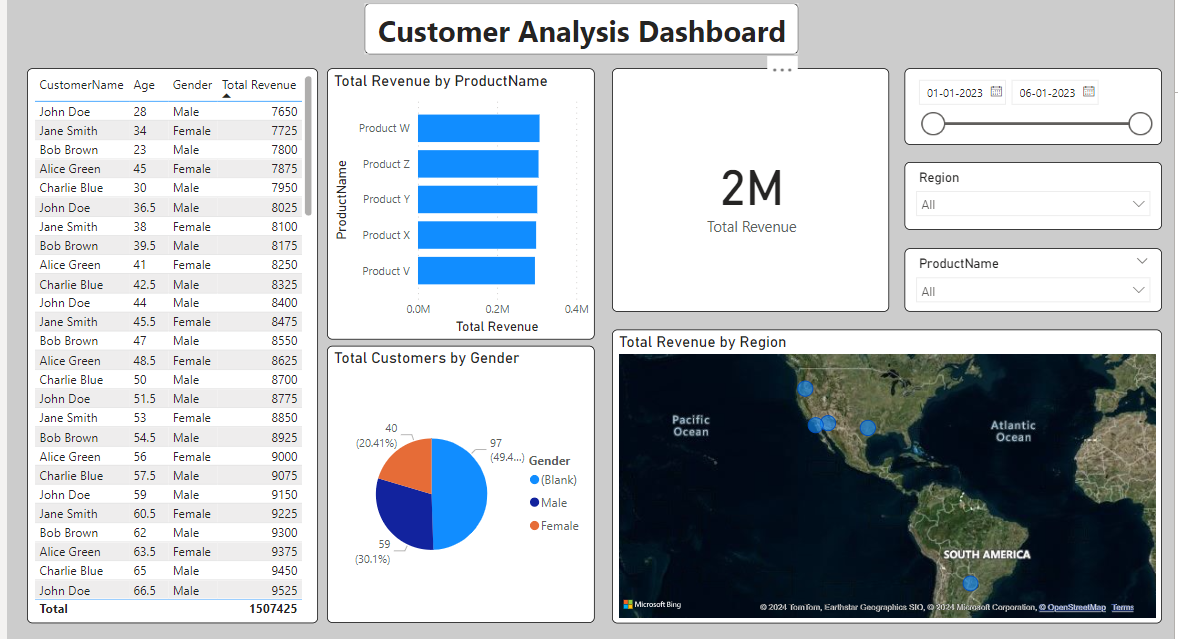 Customer Analysis Dashboard
CustomerName Age Gender Total Revenue
John Doe 28 Male 7650
Jane Smith 34 Female 7725
Bob Brown 23 Male 7800
Alice Green 45 Female 7875
Charlie Blue 30 Male 7950
John Doe 36.5 Male 8025
Jane Smith 38 Female 8100
Bob Brown 39.5 Male 8175
Alice Green 41 Female 8250
Charlie Blue 42.5 Male 8325
John Doe 44 Male 8400
Jane Smith 45.5 Female 8475
Bob Brown 47 Male 8550
Alice Green 48.5 Female 8625
Charlie Blue 50 Male 8700
John Doe 51.5 Male 8775
Jane Smith 53 Female 8850
Bob Brown 54.5 Male 8925
Alice Green 56 Female 9000
Charlie Blue 57.5 Male 9075
John Doe 59 Male 9150
Jane Smith 60.5 Female 9225
Bob Brown 62 Male 9300
Alice Green 63.5 Female 9375
Charlie Blue 65 Male 9450
John Doe 66.5 Male 9525
Total 1507425
Total Revenue by ProductName
ProductName
Product W
Product Z
Product Y
Product X
Product V
0.0M 0.2M 0.4M
Total Revenue
Total Customers by Gender
40
(20.41%)
97
(49.4...)
59
(30.1%)
Gender
(Blank)
Male
Female
2M
Total Revenue
01-01-2023 06-01-2023
Region
All
ProductName
All
Total Revenue by Region
Pacific
Ocean
Atlantic
Ocean
SOUTH AMERICA
Microsoft Bing
© 2024 TomTom, Earthstar Geographics SIO, © 2024 Microsoft Corporation, © OpenStreetMap Terms